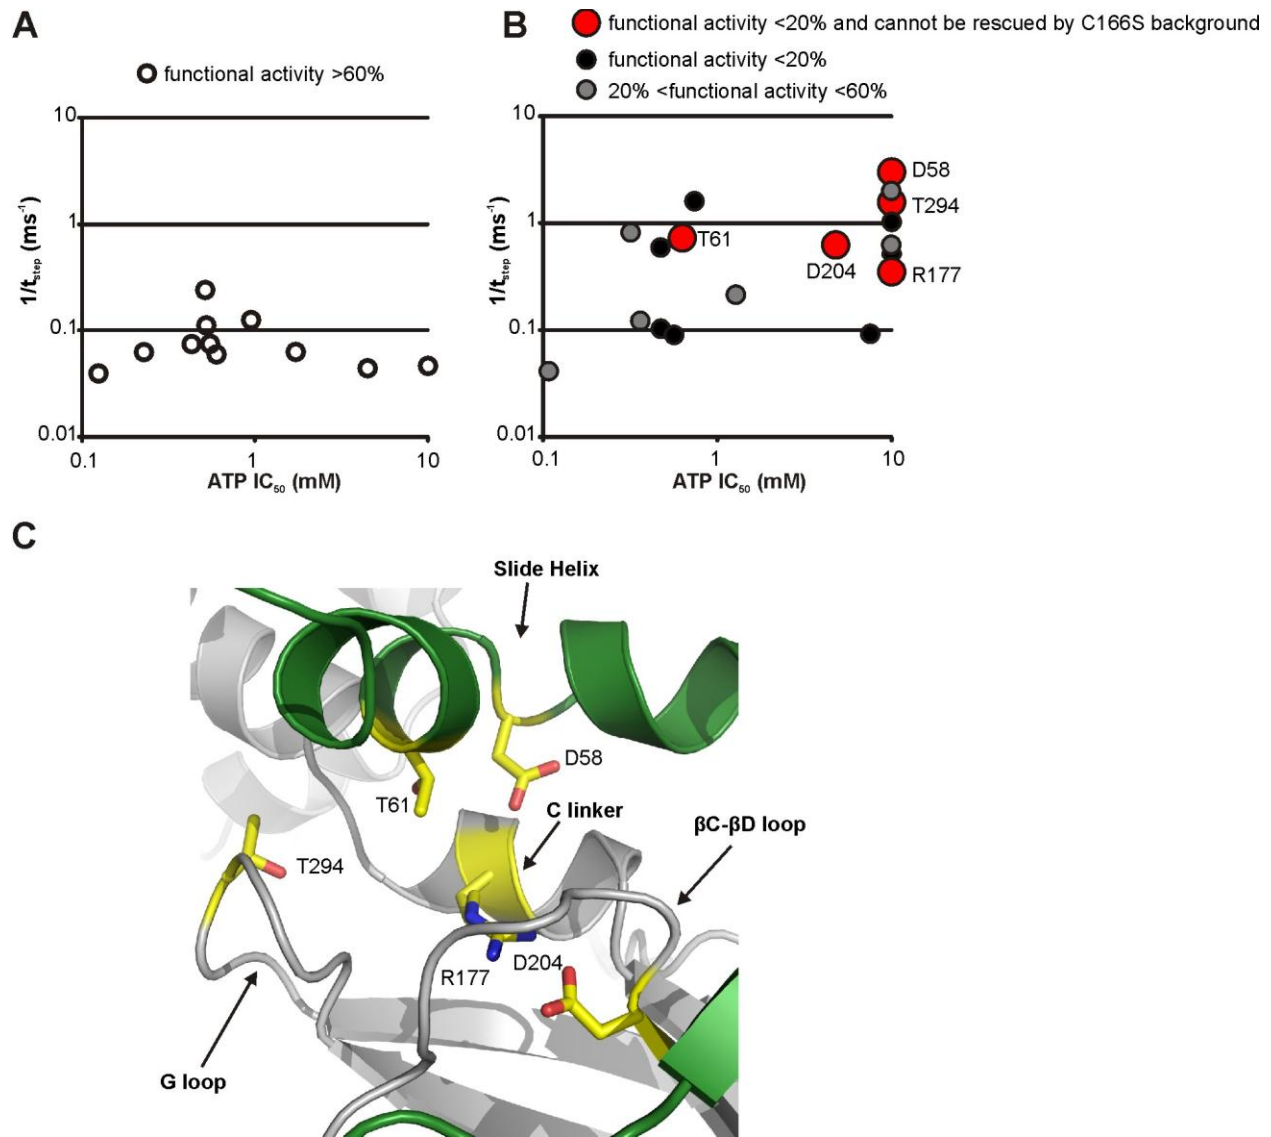 A
functional activity >60%
10
1
0.1
0.01
1/t_step (ms⁻¹)
0.1
1
10
ATP IC₅₀ (mM)
B
functional activity <20% and cannot be rescued by C166S background
functional activity <20%
20% <functional activity <60%
10
1
0.1
0.01
1/t_step (ms⁻¹)
D58
T294
T61
D204
R177
0.1
1
10
ATP IC₅₀ (mM)
C
Slide Helix
D58
T61
C linker
βC-βD loop
T294
R177
D204
G loop